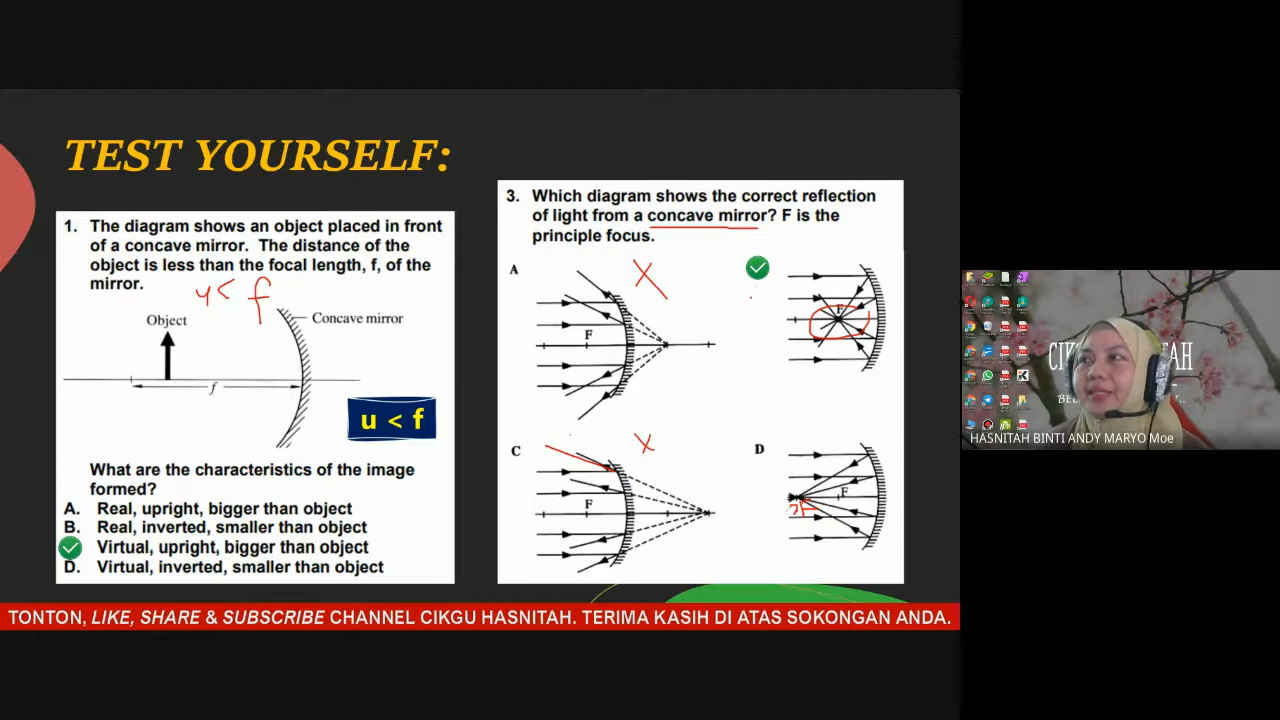 TEST YOURSELF:
1. The diagram shows an object placed in front
of a concave mirror. The distance of the
object is less than the focal length, f, of the
mirror.
u < f
Object
Concave mirror
f
u < f
What are the characteristics of the image
formed?
A. Real, upright, bigger than object
B. Real, inverted, smaller than object
Virtual, upright, bigger than object
D. Virtual, inverted, smaller than object
3. Which diagram shows the correct reflection
of light from a concave mirror? F is the
principle focus.
A
X
F
F
C
X
F
D
F
2F
HASNITAH BINTI ANDY MARYO Moe
TONTON, LIKE, SHARE & SUBSCRIBE CHANNEL CIKGU HASNITAH. TERIMA KASIH DI ATAS SOKONGAN ANDA.